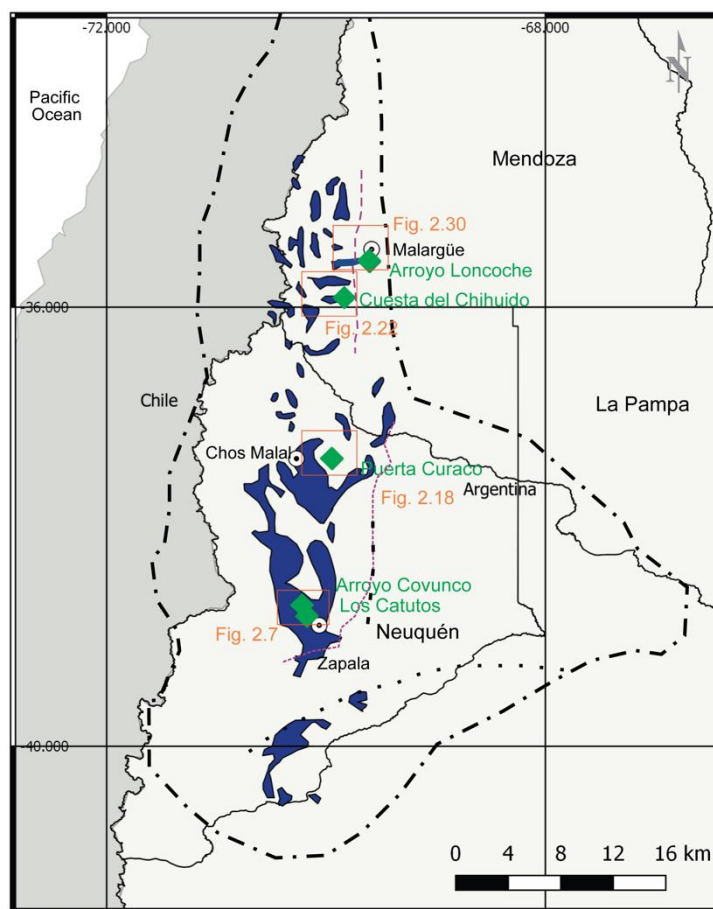 -72.000
-68.000
N
Pacific
Ocean
Mendoza
Fig. 2.30
Malargüe
Arroyo Loncoche
Cuesta del Chihuido
-36.000
Fig. 2.22
Chile
La Pampa
Chos Malal
Puerta Curaco
Argentina
Fig. 2.18
Arroyo Covunco
Los Catutos
Fig. 2.7
Neuquén
Zapala
-40.000
0 4 8 12 16 km